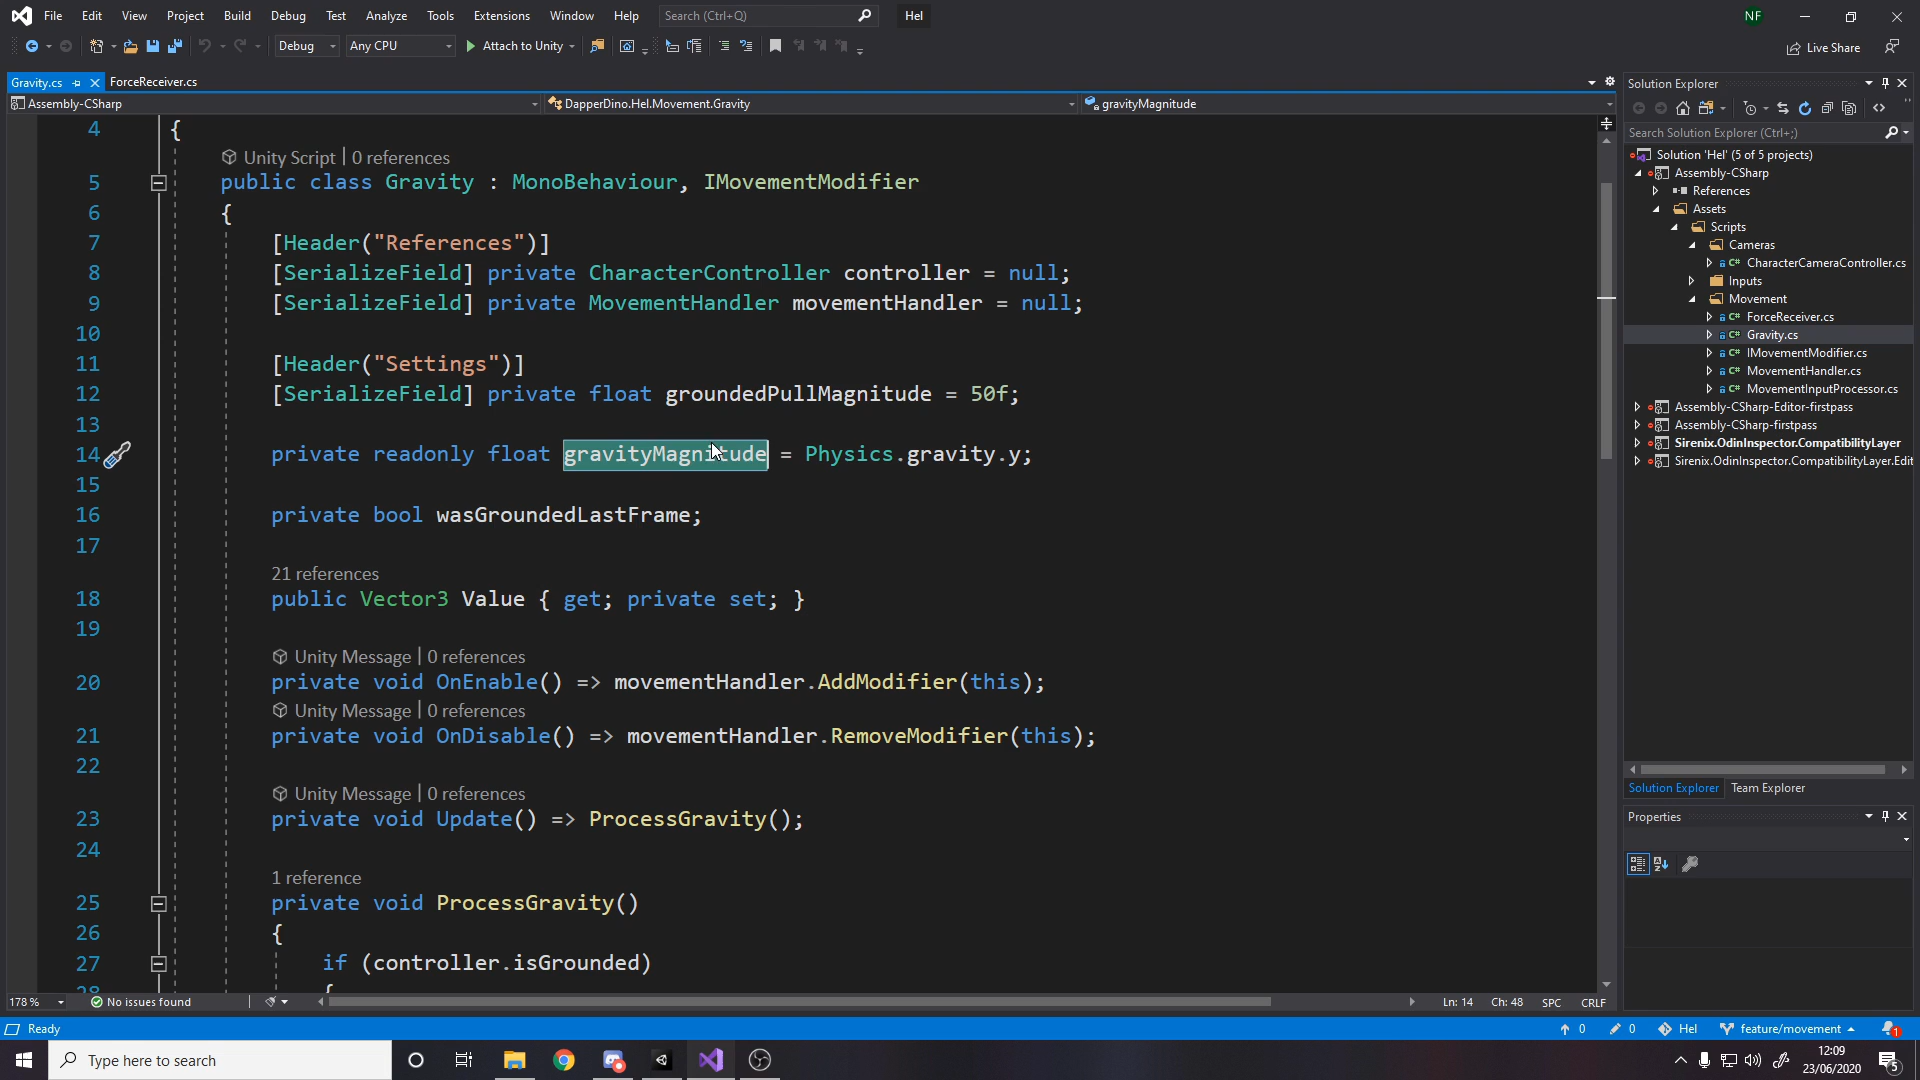 File Edit View Project Build Debug Test Analyze Tools Extensions Window Help Search (Ctrl+Q) Hel NF
Debug Any CPU Attach to Unity Live Share
Gravity.cs ForceReceiver.cs
Assembly-CSharp DapperDino.Hel.Movement.Gravity gravityMagnitude
4 {
Unity Script | 0 references
5 public class Gravity : MonoBehaviour, IMovementModifier
6 {
7 [Header("References")]
8 [SerializeField] private CharacterController controller = null;
9 [SerializeField] private MovementHandler movementHandler = null;
10
11 [Header("Settings")]
12 [SerializeField] private float groundedPullMagnitude = 50f;
13
14 private readonly float gravityMagnitude = Physics.gravity.y;
15
16 private bool wasGroundedLastFrame;
17
21 references
18 public Vector3 Value { get; private set; }
19
Unity Message | 0 references
20 private void OnEnable() => movementHandler.AddModifier(this);
Unity Message | 0 references
21 private void OnDisable() => movementHandler.RemoveModifier(this);
22
Unity Message | 0 references
23 private void Update() => ProcessGravity();
24
1 reference
25 private void ProcessGravity()
26 {
27 if (controller.isGrounded)
28 {
178 % No issues found Ln: 14 Ch: 48 SPC CRLF
Solution Explorer
Search Solution Explorer (Ctrl+;)
Solution 'Hel' (5 of 5 projects)
Assembly-CSharp
References
Assets
Scripts
Cameras
C# CharacterCameraController.cs
Inputs
Movement
C# ForceReceiver.cs
C# Gravity.cs
C# IMovementModifier.cs
C# MovementHandler.cs
C# MovementInputProcessor.cs
Assembly-CSharp-Editor-firstpass
Assembly-CSharp-firstpass
Sirenix.OdinInspector.CompatibilityLayer
Sirenix.OdinInspector.CompatibilityLayer.Edit
Solution Explorer Team Explorer
Properties
Ready 0 0 Hel feature/movement 1
Type here to search 12:09
23/06/2020 5